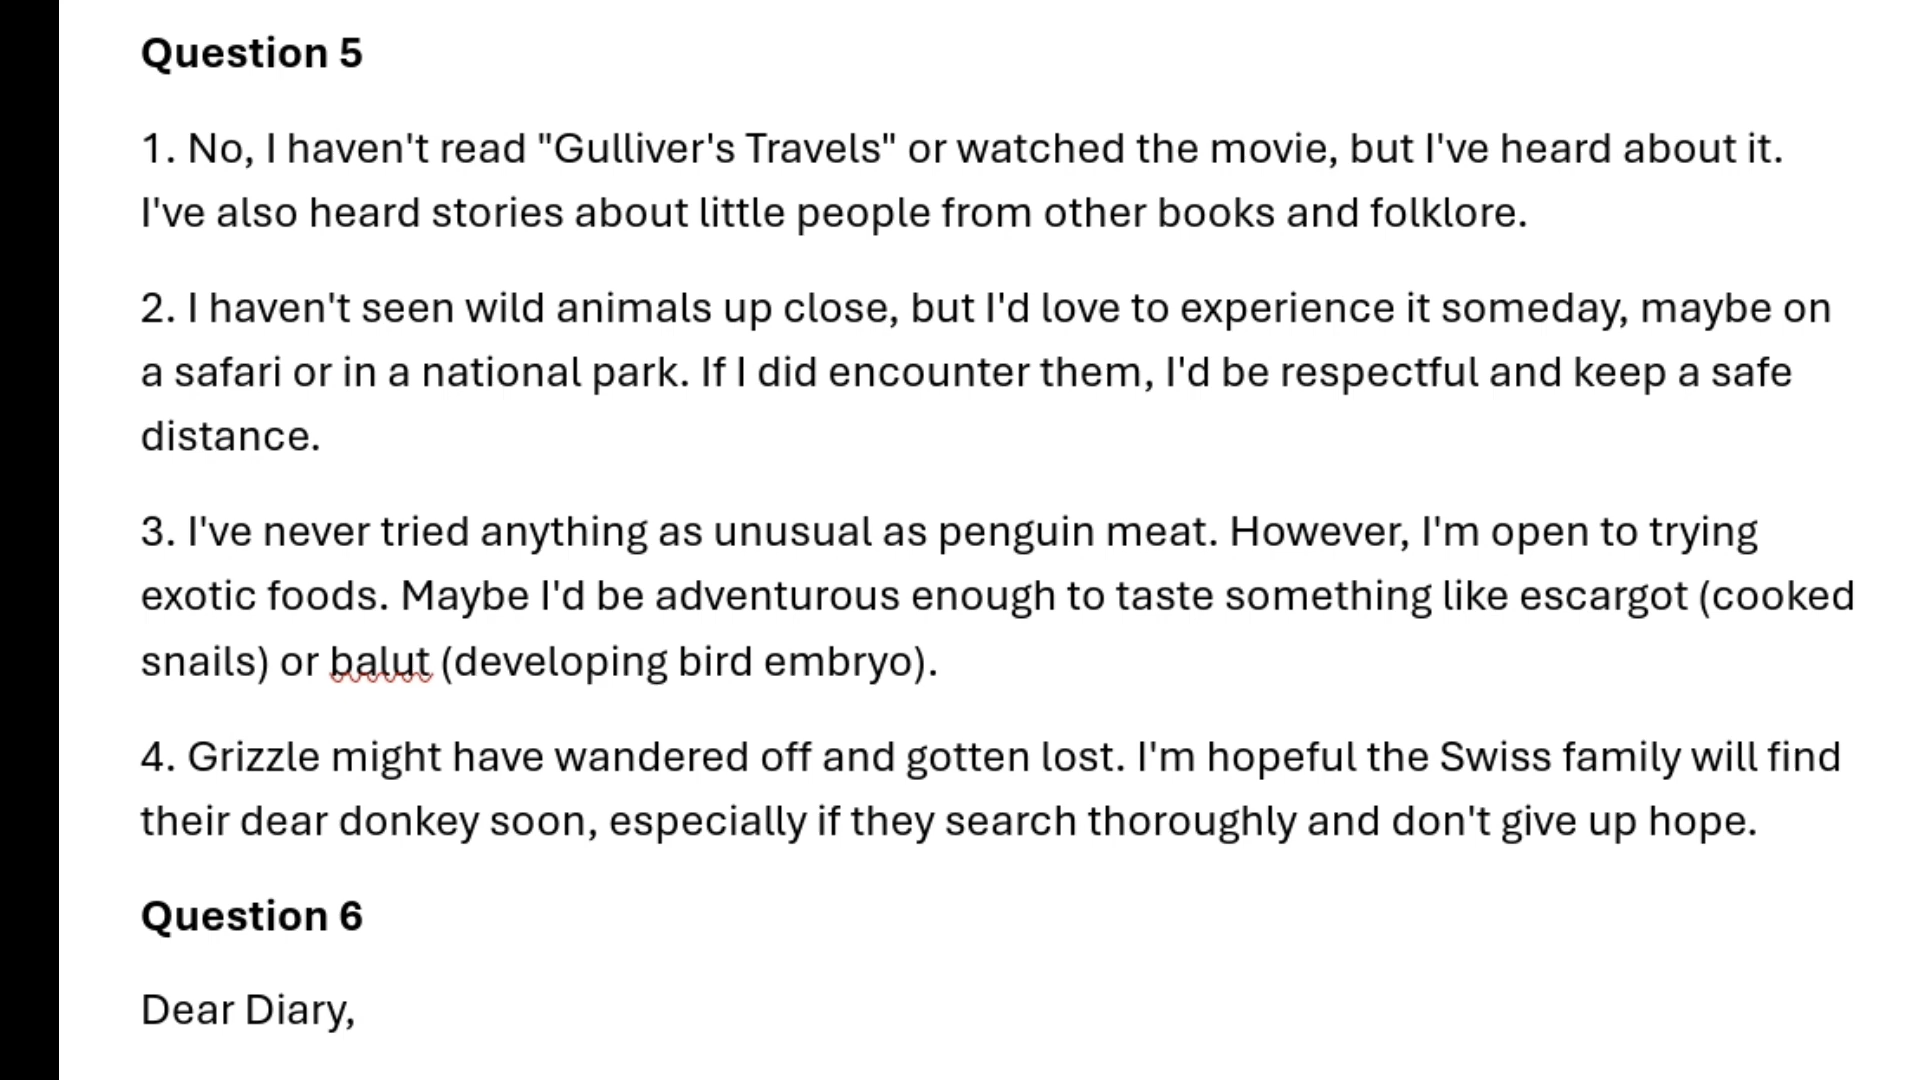 Question 5
1. No, I haven't read "Gulliver's Travels" or watched the movie, but I've heard about it.
I've also heard stories about little people from other books and folklore.
2. I haven't seen wild animals up close, but I'd love to experience it someday, maybe on
a safari or in a national park. If I did encounter them, I'd be respectful and keep a safe
distance.
3. I've never tried anything as unusual as penguin meat. However, I'm open to trying
exotic foods. Maybe I'd be adventurous enough to taste something like escargot (cooked
snails) or balut (developing bird embryo).
4. Grizzle might have wandered off and gotten lost. I'm hopeful the Swiss family will find
their dear donkey soon, especially if they search thoroughly and don't give up hope.
Question 6
Dear Diary,